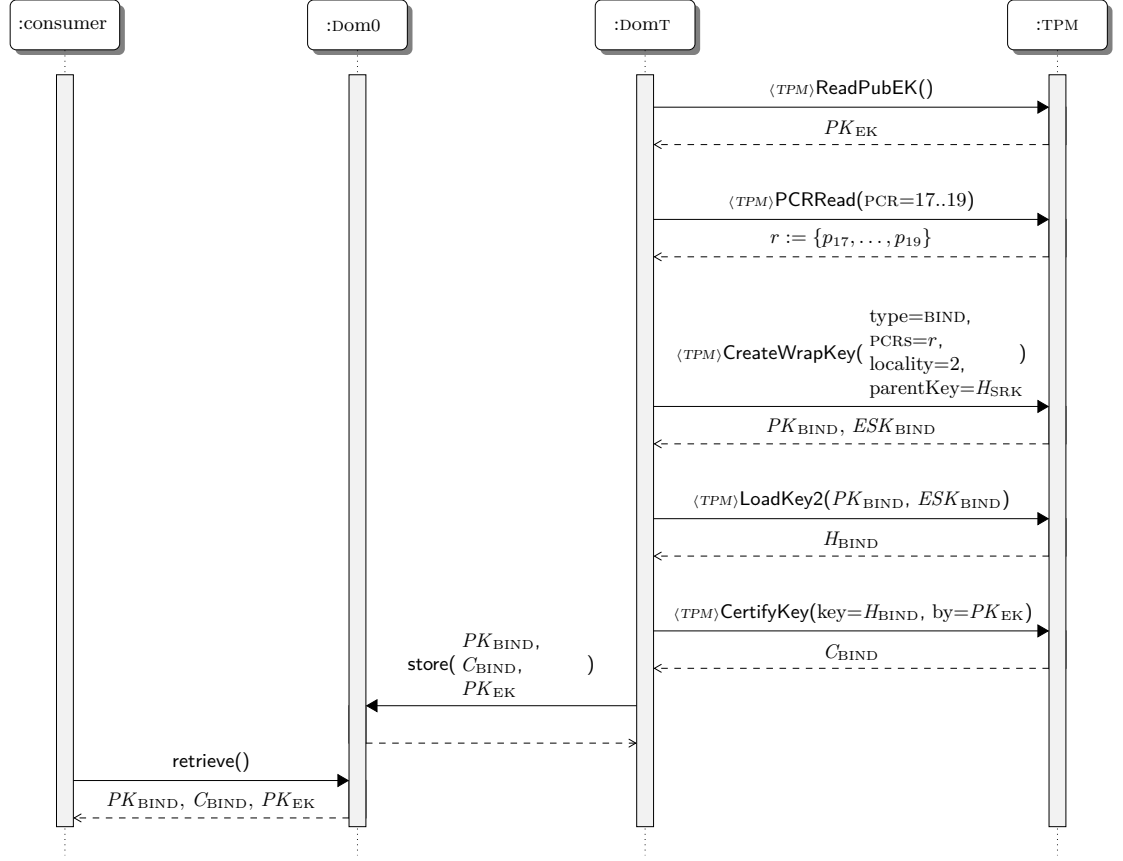 :consumer
:Dom0
:DomT
:TPM
⟨TPM⟩ReadPubEK()
PK_EK
⟨TPM⟩PCRRead(PCR=17..19)
r := {p_17, . . . , p_19}
type=BIND,
PCRs=r,
⟨TPM⟩CreateWrapKey( )
locality=2,
parentKey=H_SRK
PK_BIND, ESK_BIND
⟨TPM⟩LoadKey2(PK_BIND, ESK_BIND)
H_BIND
⟨TPM⟩CertifyKey(key=H_BIND, by=PK_EK)
C_BIND
PK_BIND,
store( C_BIND, )
PK_EK
retrieve()
PK_BIND, C_BIND, PK_EK